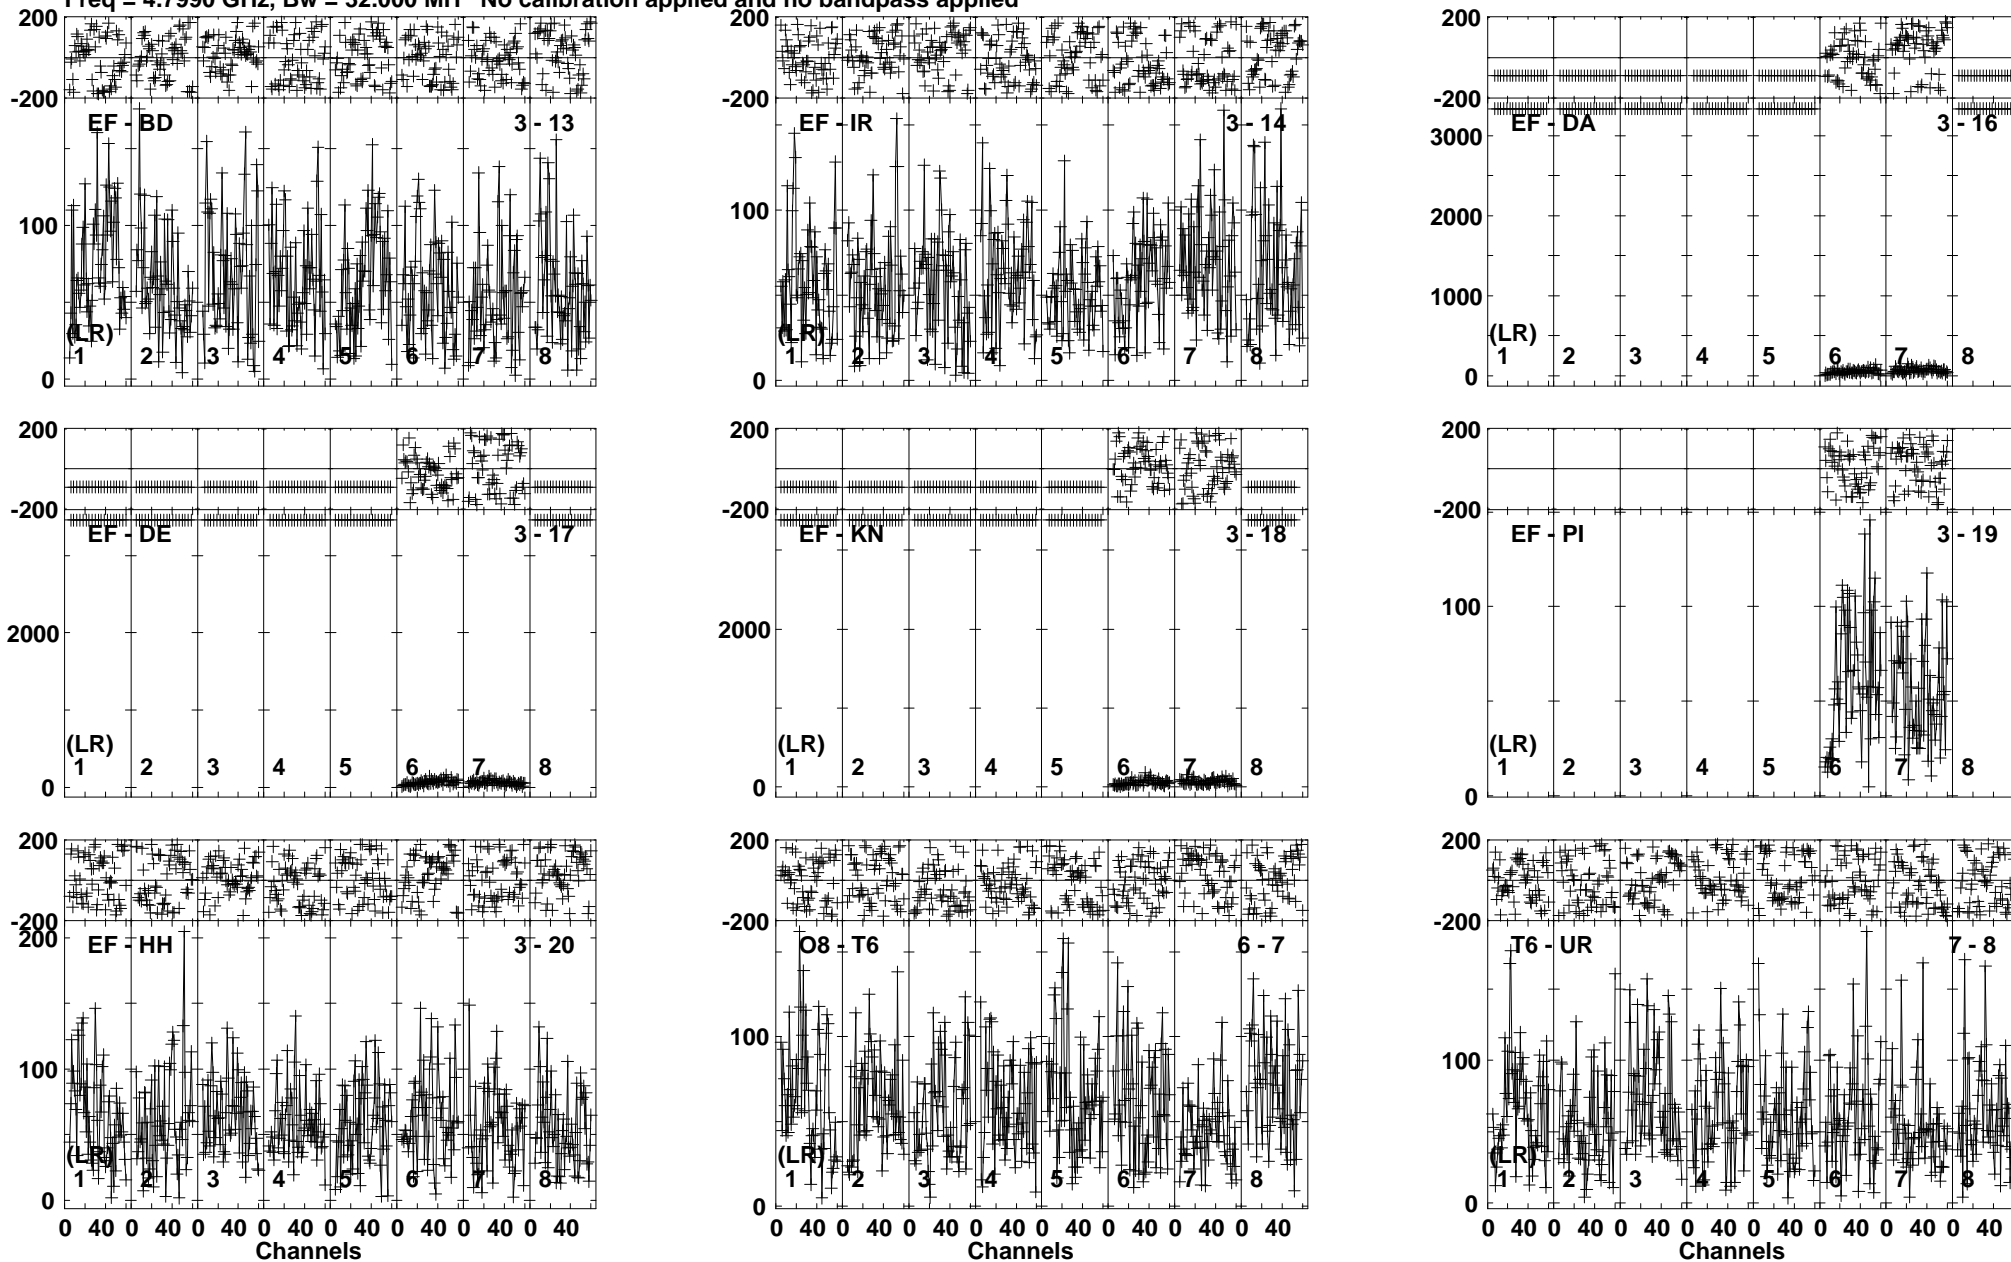 Freq = 4.7990 GHz, Bw = 32.000 MH No calibration applied and no bandpass applied
200
-200
EF - BD 3 - 13
100
(LR)
1 2 3 4 5 6 7 8
0
200
-200
EF - IR 3 - 14
100
(LR)
1 2 3 4 5 6 7 8
0
200
-200
EF - DA 3 - 16
3000
2000
1000
(LR)
1 2 3 4 5 6 7 8
0
200
-200
EF - DE 3 - 17
2000
(LR)
1 2 3 4 5 6 7 8
0
200
-200
EF - KN 3 - 18
2000
(LR)
1 2 3 4 5 6 7 8
0
200
-200
EF - PI 3 - 19
100
(LR)
1 2 3 4 5 6 7 8
0
200
-200
200
EF - HH 3 - 20
100
(LR)
1 2 3 4 5 6 7 8
0
0 40 0 40 0 40 0 40 0 40 0 40 0 40 0 40
Channels
200
-200
O8 - T6 6 - 7
100
(LR)
1 2 3 4 5 6 7 8
0
0 40 0 40 0 40 0 40 0 40 0 40 0 40 0 40
Channels
200
-200
T6 - UR 7 - 8
100
(LR)
1 2 3 4 5 6 7 8
0
0 40 0 40 0 40 0 40 0 40 0 40 0 40 0 40
Channels